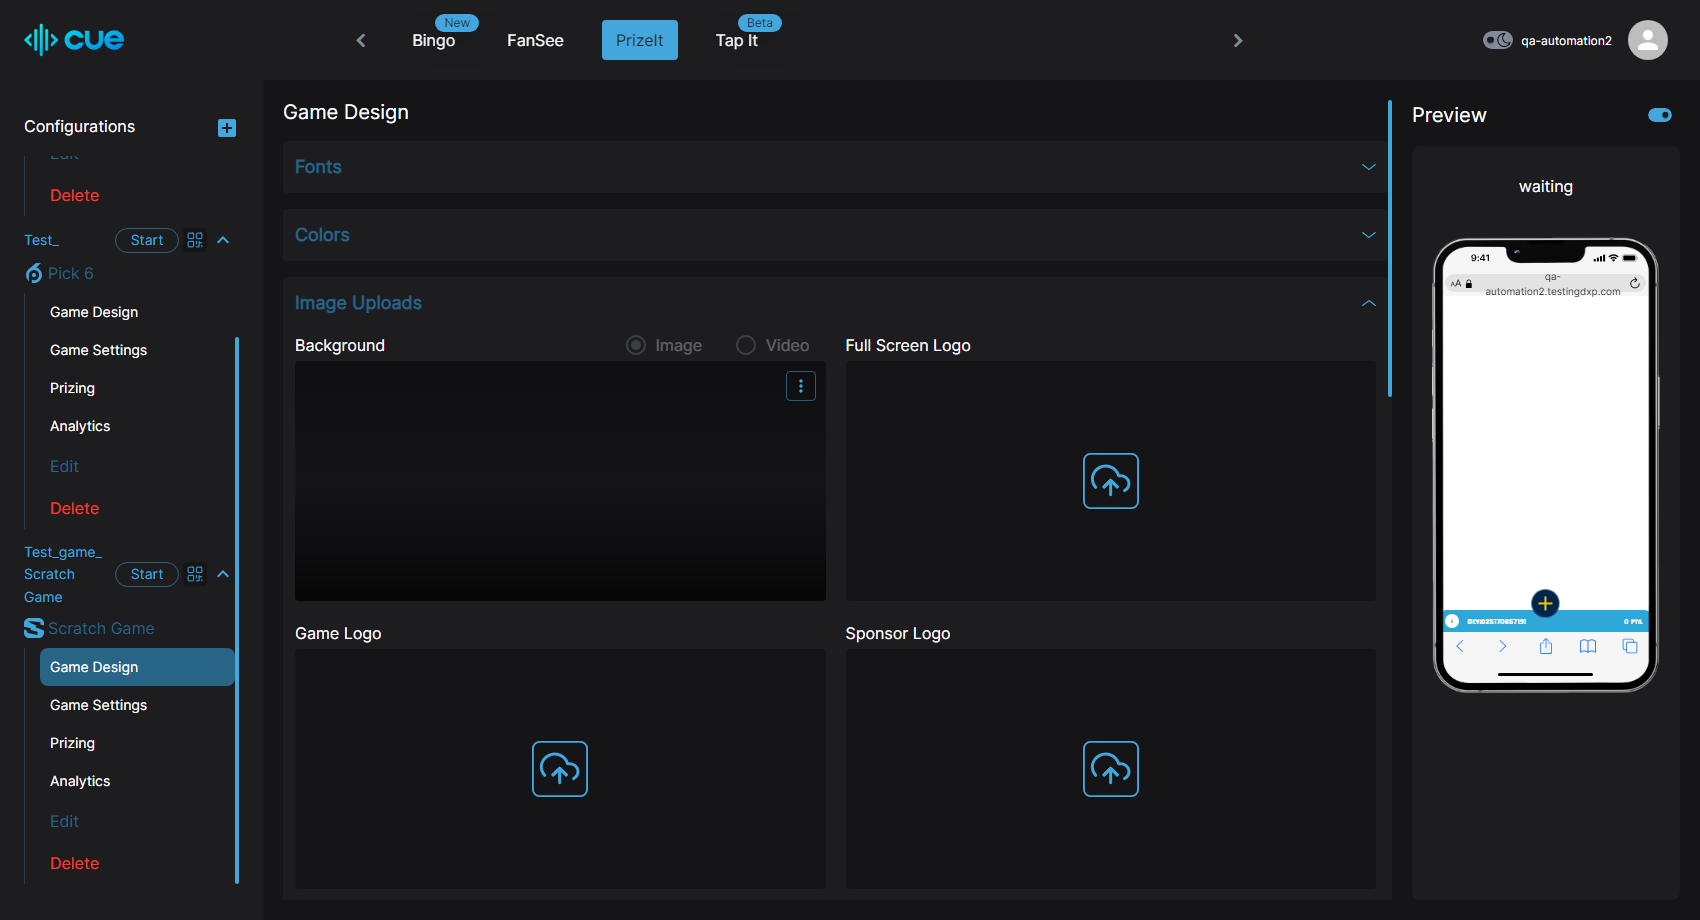 cue
New
Bingo
FanSee
PrizeIt
Beta
Tap It
qa-automation2
Configurations
Edit
Delete
Test_
Start
Pick 6
Game Design
Game Settings
Prizing
Analytics
Edit
Delete
Test_game_
Scratch
Game
Start
Scratch Game
Game Design
Game Settings
Prizing
Analytics
Edit
Delete
Game Design
Fonts
Colors
Image Uploads
Background
Image
Video
Full Screen Logo
Game Logo
Sponsor Logo
Preview
waiting
9:41
AA
qa-
automation2.testingdxp.com
0 PTS.